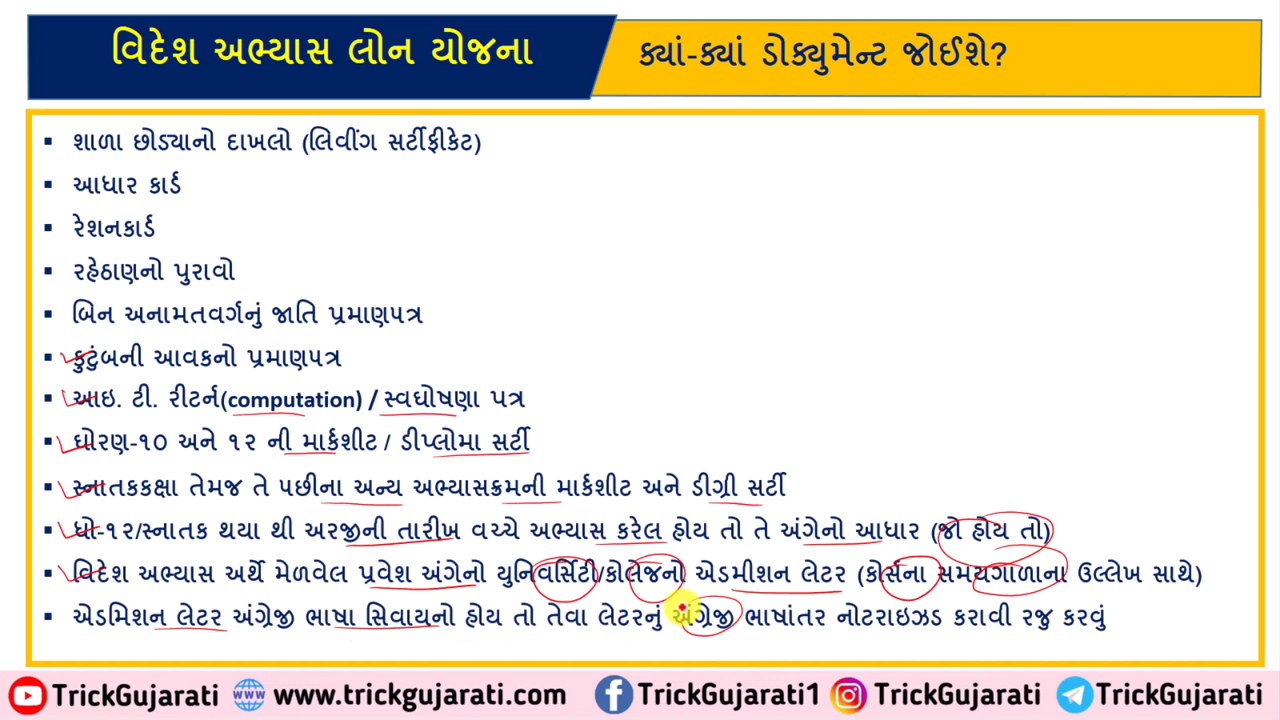 વિદેશ અભ્યાસ લોન યોજના
ક્યાં-ક્યાં ડોક્યુમેન્ટ જોઈશે?
▪ શાળા છોડ્યાનો દાખલો (લિવીંગ સર્ટીફીકેટ)
▪ આધાર કાર્ડ
▪ રેશનકાર્ડ
▪ રહેઠાણનો પુરાવો
▪ બિન અનામતવર્ગનું જાતિ પ્રમાણપત્ર
▪ કુટુંબની આવકનો પ્રમાણપત્ર
▪ આઇ. ટી. રીટર્ન(computation) / સ્વઘોષણા પત્ર
▪ ધોરણ-૧૦ અને ૧૨ ની માર્કશીટ / ડીપ્લોમા સર્ટી
▪ સ્નાતકકક્ષા તેમજ તે પછીના અન્ય અભ્યાસક્રમની માર્કશીટ અને ડીગ્રી સર્ટી
▪ ધો-૧૨/સ્નાતક થયા થી અરજીની તારીખ વચ્ચે અભ્યાસ કરેલ હોય તો તે અંગેનો આધાર (જો હોય તો)
▪ વિદેશ અભ્યાસ અર્થે મેળવેલ પ્રવેશ અંગેનો યુનિવર્સિટી/કોલેજનો એડમીશન લેટર (કોર્સના સમયગાળાના ઉલ્લેખ સાથે)
▪ એડમિશન લેટર અંગ્રેજી ભાષા સિવાયનો હોય તો તેવા લેટરનું અંગ્રેજી ભાષાંતર નોટરાઇઝડ કરાવી રજુ કરવું
TrickGujarati www.trickgujarati.com TrickGujarati1 TrickGujarati TrickGujarati